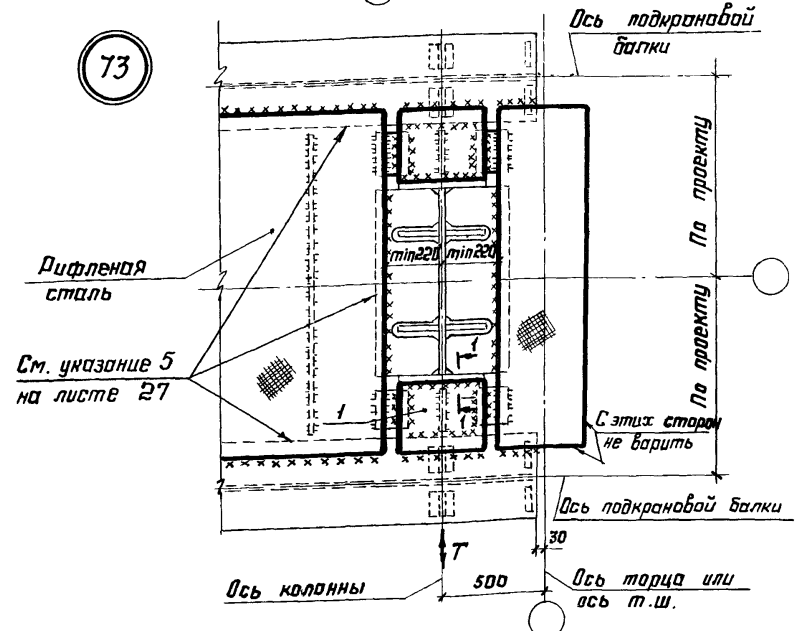 73
Ось подкрановой
балки
По проекту
Рифленая
сталь
min220
min220
По проекту
См. указание 5
на листе 27
1
1
1
С этих сторон
не варить
Ось подкрановой балки
30
Т
500
Ось колонны
Ось торца или
ось т.ш.